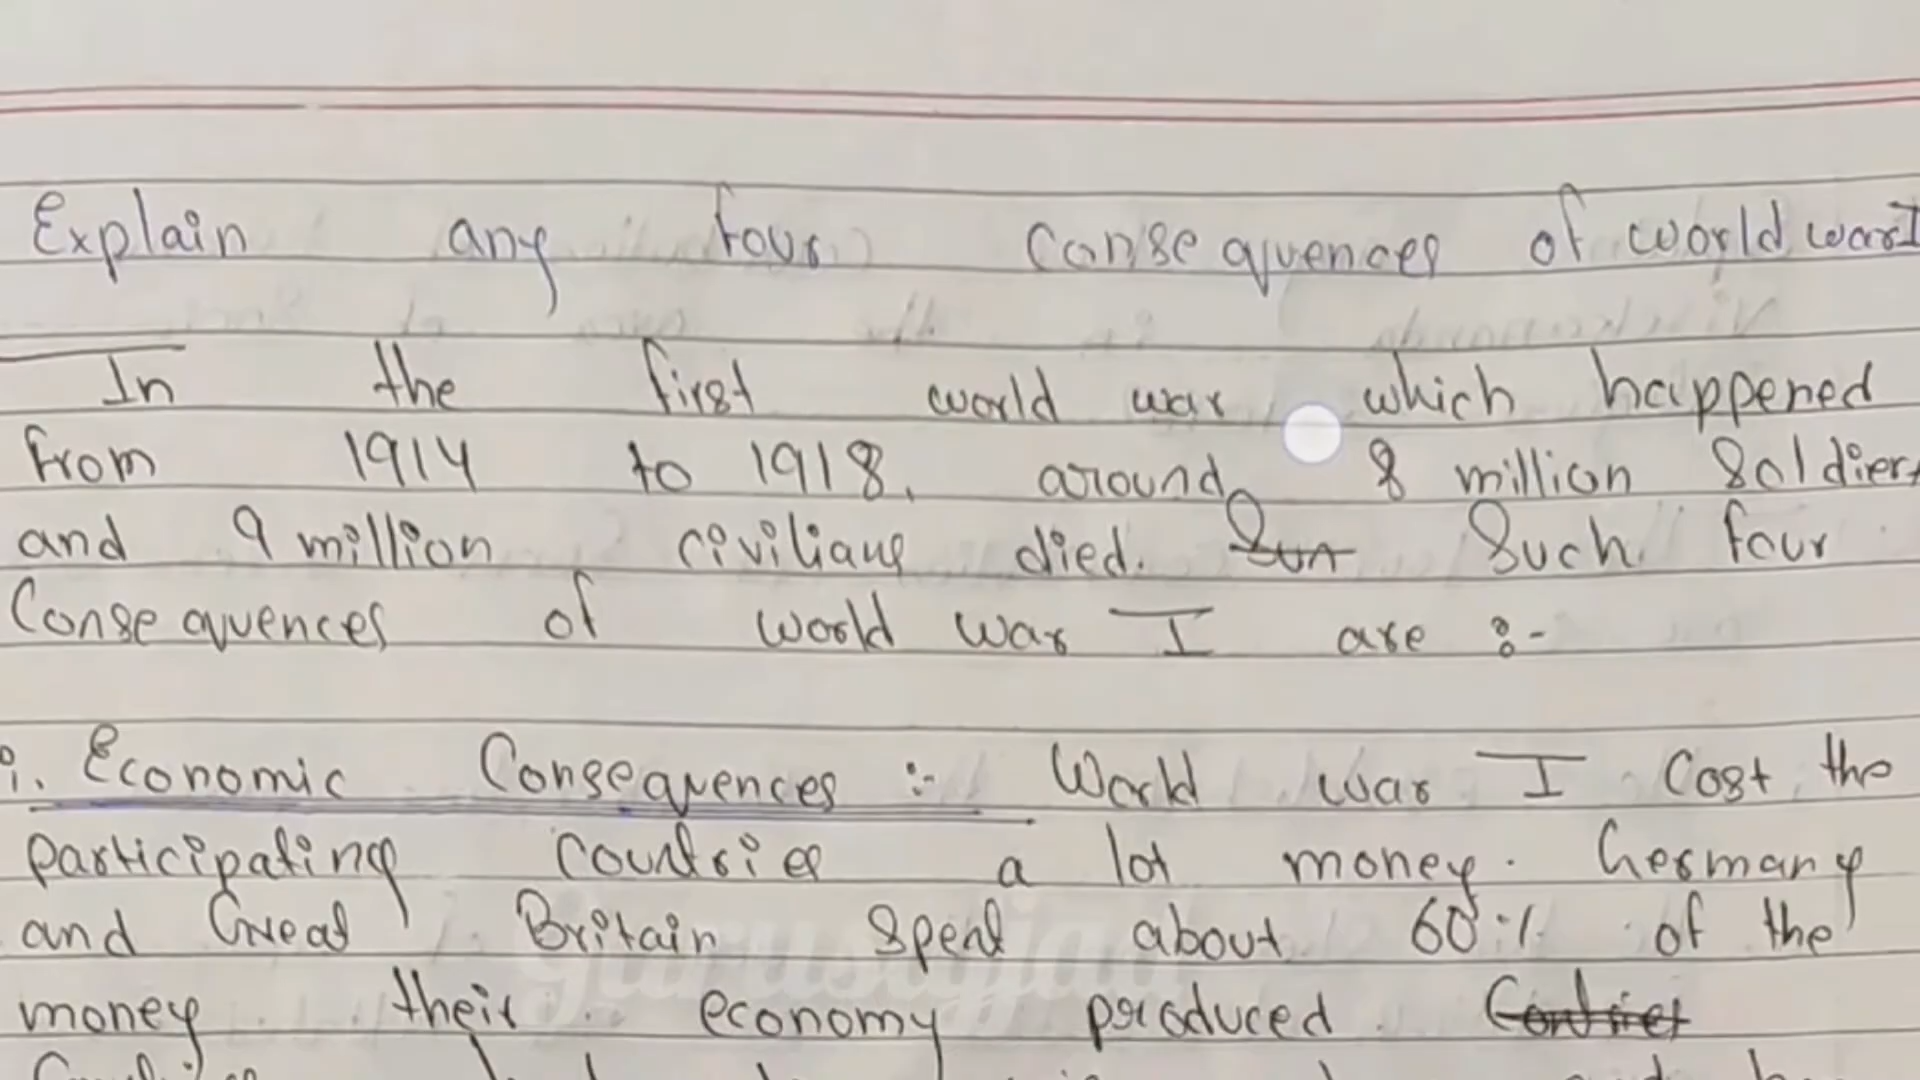 Explain any four Consequences of world war I
In the first world war which happened
from 1914 to 1918, around 8 million Soldiers
and 9 million civilians died. Such four
Consequences of world war I are :-
i. Economic Consequences :- World war I Cost the
participating Countries a lot money. Germany
and Great Britain Spent about 60% of the
money their economy produced.